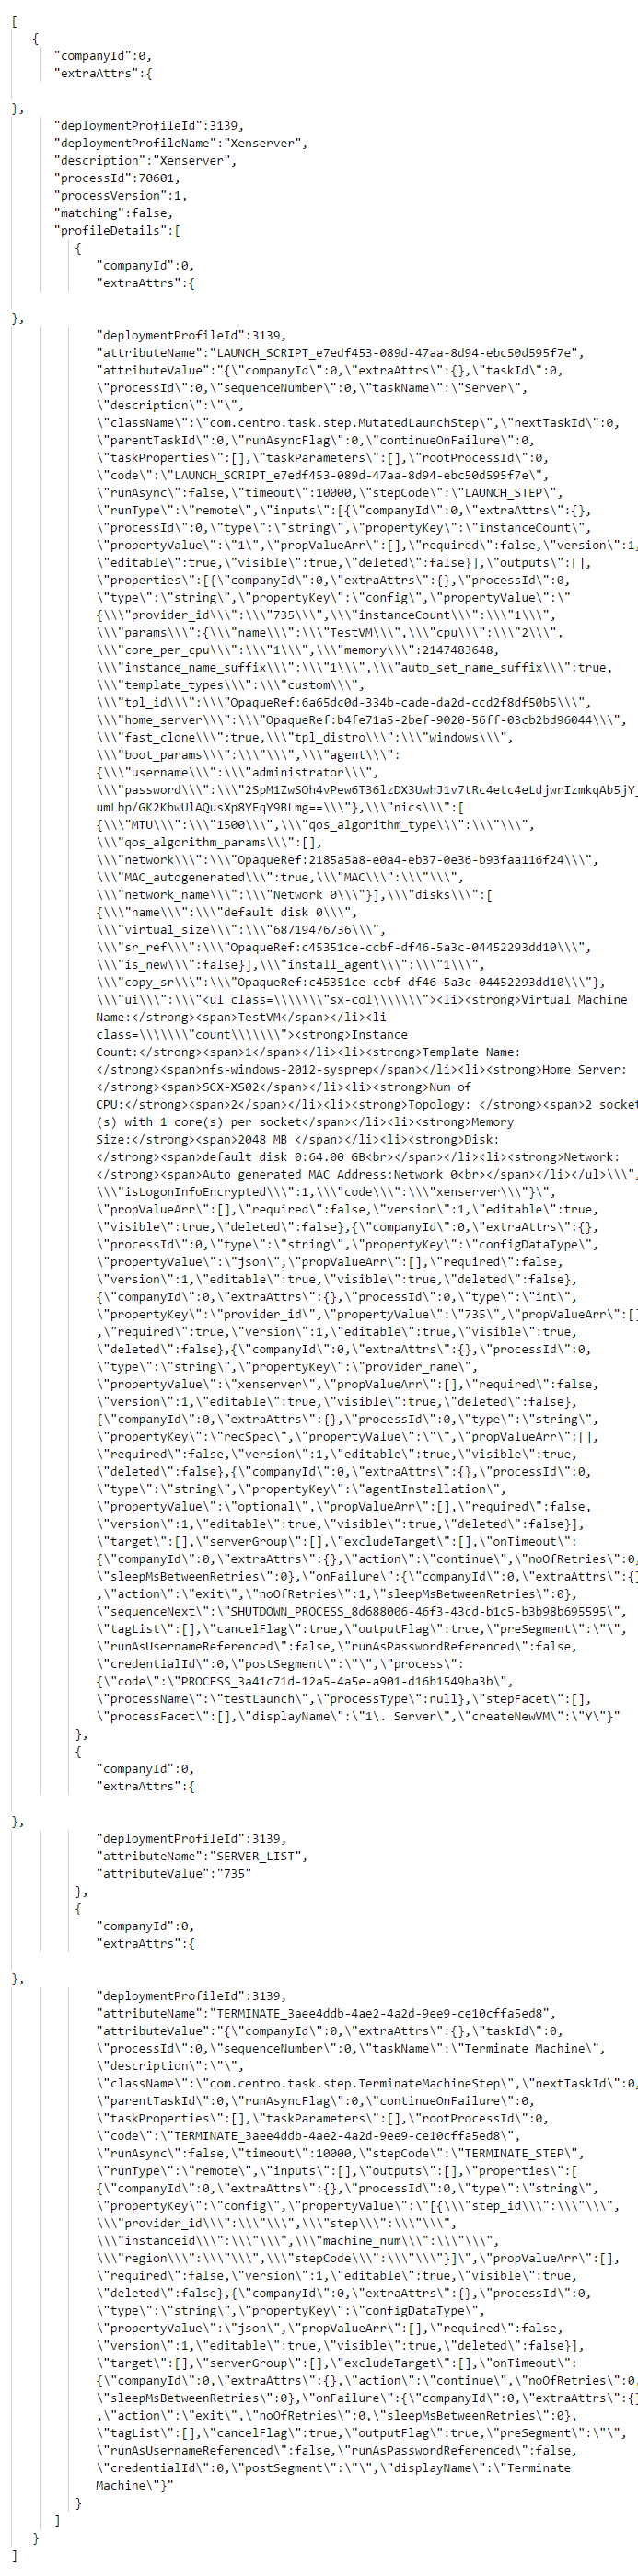 [
{
"companyId":0,
"extraAttrs":{
},
"deploymentProfileId":3139,
"deploymentProfileName":"Xenserver",
"description":"Xenserver",
"processId":70601,
"processVersion":1,
"matching":false,
"profileDetails":[
{
"companyId":0,
"extraAttrs":{
},
"deploymentProfileId":3139,
"attributeName":"LAUNCH_SCRIPT_e7edf453-089d-47aa-8d94-ebc50d595f7e",
"attributeValue":"{\"companyId\":0,\"extraAttrs\":{},\"taskId\":0,
\"processId\":0,\"sequenceNumber\":0,\"taskName\":\"Server\",
\"description\":\"\",
\"className\":\"com.centro.task.step.MutatedLaunchStep\",\"nextTaskId\":0,
\"parentTaskId\":0,\"runAsyncFlag\":0,\"continueOnFailure\":0,
\"taskProperties\":[],\"taskParameters\":[],\"rootProcessId\":0,
\"code\":\"LAUNCH_SCRIPT_e7edf453-089d-47aa-8d94-ebc50d595f7e\",
\"runAsync\":false,\"timeout\":10000,\"stepCode\":\"LAUNCH_STEP\",
\"runType\":\"remote\",\"inputs\":[{\"companyId\":0,\"extraAttrs\":{},
\"processId\":0,\"type\":\"string\",\"propertyKey\":\"instanceCount\",
\"propertyValue\":\"1\",\"propValueArr\":[],\"required\":false,\"version\":1,
\"editable\":true,\"visible\":true,\"deleted\":false}],\"outputs\":[],
\"properties\":[{\"companyId\":0,\"extraAttrs\":{},\"processId\":0,
\"type\":\"string\",\"propertyKey\":\"config\",\"propertyValue\":\"
{\\\"provider_id\\\":\\\"735\\\",\\\"instanceCount\\\":\\\"1\\\",
\\\"params\\\":{\\\"name\\\":\\\"TestVM\\\",\\\"cpu\\\":\\\"2\\\",
\\\"core_per_cpu\\\":\\\"1\\\",\\\"memory\\\":2147483648,
\\\"instance_name_suffix\\\":\\\"1\\\",\\\"auto_set_name_suffix\\\":true,
\\\"template_types\\\":\\\"custom\\\",
\\\"tpl_id\\\":\\\"OpaqueRef:6a65dc0d-334b-cade-da2d-ccd2f8df50b5\\\",
\\\"home_server\\\":\\\"OpaqueRef:b4fe71a5-2bef-9020-56ff-03cb2bd96044\\\",
\\\"fast_clone\\\":true,\\\"tpl_distro\\\":\\\"windows\\\",
\\\"boot_params\\\":\\\"\\\",\\\"agent\\\":
{\\\"username\\\":\\\"administrator\\\",
\\\"password\\\":\\\"2SpM1ZwSOh4vPew6T36lzDX3UwhJ1v7tRc4etc4eLdjwrIzmkqAb5jYj
umLbp/GK2KbwUlAQusXp8YEqY9BLmg==\\\"},\\\"nics\\\":[
{\\\"MTU\\\":\\\"1500\\\",\\\"qos_algorithm_type\\\":\\\"\\\",
\\\"qos_algorithm_params\\\":[],
\\\"network\\\":\\\"OpaqueRef:2185a5a8-e0a4-eb37-0e36-b93faa116f24\\\",
\\\"MAC_autogenerated\\\":true,\\\"MAC\\\":\\\"\\\",
\\\"network_name\\\":\\\"Network 0\\\"}],\\\"disks\\\":[
{\\\"name\\\":\\\"default disk 0\\\",
\\\"virtual_size\\\":\\\"68719476736\\\",
\\\"sr_ref\\\":\\\"OpaqueRef:c45351ce-ccbf-df46-5a3c-04452293dd10\\\",
\\\"is_new\\\":false}],\\\"install_agent\\\":\\\"1\\\",
\\\"copy_sr\\\":\\\"OpaqueRef:c45351ce-ccbf-df46-5a3c-04452293dd10\\\"},
\\\"ui\\\":\\\"<ul class=\\\\\\\"sx-col\\\\\\\"><li><strong>Virtual Machine
Name:</strong><span>TestVM</span></li><li
class=\\\\\\\"count\\\\\\\"><strong>Instance
Count:</strong><span>1</span></li><li><strong>Template Name:
</strong><span>nfs-windows-2012-sysprep</span></li><li><strong>Home Server:
</strong><span>SCX-XS02</span></li><li><strong>Num of
CPU:</strong><span>2</span></li><li><strong>Topology: </strong><span>2 socket
(s) with 1 core(s) per socket</span></li><li><strong>Memory
Size:</strong><span>2048 MB </span></li><li><strong>Disk:
</strong><span>default disk 0:64.00 GB<br></span></li><li><strong>Network:
</strong><span>Auto generated MAC Address:Network 0<br></span></li></ul>\\\",
\\\"isLogonInfoEncrypted\\\":1,\\\"code\\\":\\\"xenserver\\\"}\",
\"propValueArr\":[],\"required\":false,\"version\":1,\"editable\":true,
\"visible\":true,\"deleted\":false},{\"companyId\":0,\"extraAttrs\":{},
\"processId\":0,\"type\":\"string\",\"propertyKey\":\"configDataType\",
\"propertyValue\":\"json\",\"propValueArr\":[],\"required\":false,
\"version\":1,\"editable\":true,\"visible\":true,\"deleted\":false},
{\"companyId\":0,\"extraAttrs\":{},\"processId\":0,\"type\":\"int\",
\"propertyKey\":\"provider_id\",\"propertyValue\":\"735\",\"propValueArr\":[]
,\"required\":true,\"version\":1,\"editable\":true,\"visible\":true,
\"deleted\":false},{\"companyId\":0,\"extraAttrs\":{},\"processId\":0,
\"type\":\"string\",\"propertyKey\":\"provider_name\",
\"propertyValue\":\"xenserver\",\"propValueArr\":[],\"required\":false,
\"version\":1,\"editable\":true,\"visible\":true,\"deleted\":false},
{\"companyId\":0,\"extraAttrs\":{},\"processId\":0,\"type\":\"string\",
\"propertyKey\":\"recSpec\",\"propertyValue\":\"\",\"propValueArr\":[],
\"required\":false,\"version\":1,\"editable\":true,\"visible\":true,
\"deleted\":false},{\"companyId\":0,\"extraAttrs\":{},\"processId\":0,
\"type\":\"string\",\"propertyKey\":\"agentInstallation\",
\"propertyValue\":\"optional\",\"propValueArr\":[],\"required\":false,
\"version\":1,\"editable\":true,\"visible\":true,\"deleted\":false}],
\"target\":[],\"serverGroup\":[],\"excludeTarget\":[],\"onTimeout\":
{\"companyId\":0,\"extraAttrs\":{},\"action\":\"continue\",\"noOfRetries\":0,
\"sleepMsBetweenRetries\":0},\"onFailure\":{\"companyId\":0,\"extraAttrs\":{}
,\"action\":\"exit\",\"noOfRetries\":1,\"sleepMsBetweenRetries\":0},
\"sequenceNext\":\"SHUTDOWN_PROCESS_8d688006-46f3-43cd-b1c5-b3b98b695595\",
\"tagList\":[],\"cancelFlag\":true,\"outputFlag\":true,\"preSegment\":\"\",
\"runAsUsernameReferenced\":false,\"runAsPasswordReferenced\":false,
\"credentialId\":0,\"postSegment\":\"\",\"process\":
{\"code\":\"PROCESS_3a41c71d-12a5-4a5e-a901-d16b1549ba3b\",
\"processName\":\"testLaunch\",\"processType\":null},\"stepFacet\":[],
\"processFacet\":[],\"displayName\":\"1\. Server\",\"createNewVM\":\"Y\"}"
},
{
"companyId":0,
"extraAttrs":{
},
"deploymentProfileId":3139,
"attributeName":"SERVER_LIST",
"attributeValue":"735"
},
{
"companyId":0,
"extraAttrs":{
},
"deploymentProfileId":3139,
"attributeName":"TERMINATE_3aee4ddb-4ae2-4a2d-9ee9-ce10cffa5ed8",
"attributeValue":"{\"companyId\":0,\"extraAttrs\":{},\"taskId\":0,
\"processId\":0,\"sequenceNumber\":0,\"taskName\":\"Terminate Machine\",
\"description\":\"\",
\"className\":\"com.centro.task.step.TerminateMachineStep\",\"nextTaskId\":0,
\"parentTaskId\":0,\"runAsyncFlag\":0,\"continueOnFailure\":0,
\"taskProperties\":[],\"taskParameters\":[],\"rootProcessId\":0,
\"code\":\"TERMINATE_3aee4ddb-4ae2-4a2d-9ee9-ce10cffa5ed8\",
\"runAsync\":false,\"timeout\":10000,\"stepCode\":\"TERMINATE_STEP\",
\"runType\":\"remote\",\"inputs\":[],\"outputs\":[],\"properties\":[
{\"companyId\":0,\"extraAttrs\":{},\"processId\":0,\"type\":\"string\",
\"propertyKey\":\"config\",\"propertyValue\":\"[{\\\"step_id\\\":\\\"\\\",
\\\"provider_id\\\":\\\"\\\",\\\"step\\\":\\\"\\\",
\\\"instanceid\\\":\\\"\\\",\\\"machine_num\\\":\\\"\\\",
\\\"region\\\":\\\"\\\",\\\"stepCode\\\":\\\"\\\"}]\",\"propValueArr\":[],
\"required\":false,\"version\":1,\"editable\":true,\"visible\":true,
\"deleted\":false},{\"companyId\":0,\"extraAttrs\":{},\"processId\":0,
\"type\":\"string\",\"propertyKey\":\"configDataType\",
\"propertyValue\":\"json\",\"propValueArr\":[],\"required\":false,
\"version\":1,\"editable\":true,\"visible\":true,\"deleted\":false}],
\"target\":[],\"serverGroup\":[],\"excludeTarget\":[],\"onTimeout\":
{\"companyId\":0,\"extraAttrs\":{},\"action\":\"continue\",\"noOfRetries\":0,
\"sleepMsBetweenRetries\":0},\"onFailure\":{\"companyId\":0,\"extraAttrs\":{}
,\"action\":\"exit\",\"noOfRetries\":0,\"sleepMsBetweenRetries\":0},
\"tagList\":[],\"cancelFlag\":true,\"outputFlag\":true,\"preSegment\":\"\",
\"runAsUsernameReferenced\":false,\"runAsPasswordReferenced\":false,
\"credentialId\":0,\"postSegment\":\"\",\"displayName\":\"Terminate
Machine\"}"
}
]
}
]